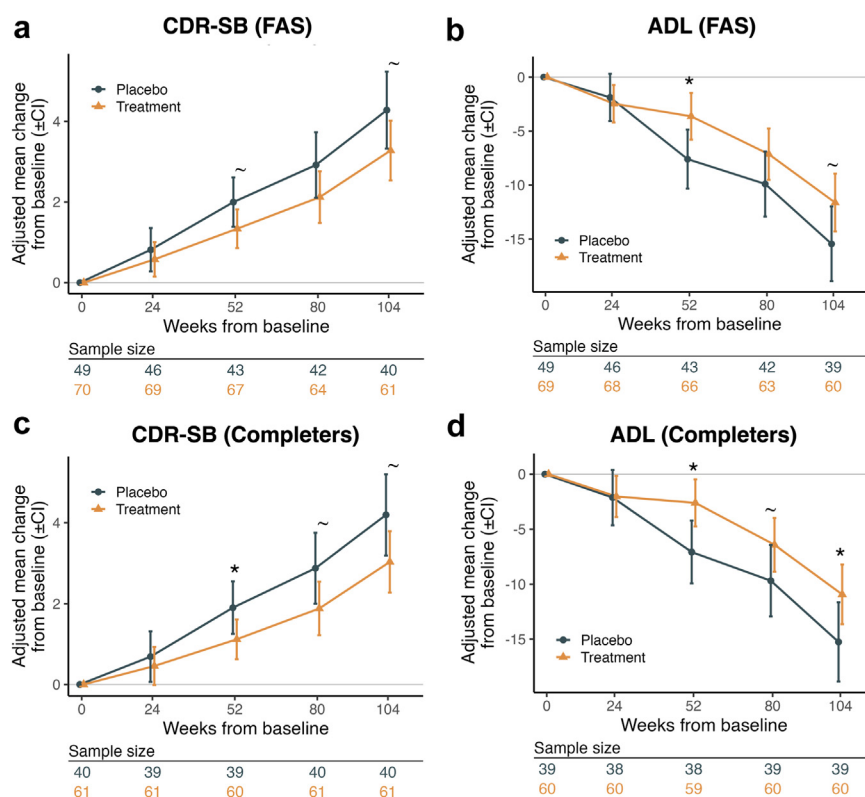 a
CDR-SB (FAS)
Adjusted mean change
from baseline (±CI)
Placebo
Treatment
~
~
4
2
0
0 24 52 80 104
Weeks from baseline
Sample size
49 46 43 42 40
70 69 67 64 61
b
ADL (FAS)
Adjusted mean change
from baseline (±CI)
*
~
0
-5
-10
-15
Placebo
Treatment
0 24 52 80 104
Weeks from baseline
Sample size
49 46 43 42 39
69 68 66 63 60
c
CDR-SB (Completers)
Adjusted mean change
from baseline (±CI)
Placebo
Treatment
*
~
~
4
2
0
0 24 52 80 104
Weeks from baseline
Sample size
40 39 39 40 40
61 61 60 61 61
d
ADL (Completers)
Adjusted mean change
from baseline (±CI)
*
~
*
0
-5
-10
-15
Placebo
Treatment
0 24 52 80 104
Weeks from baseline
Sample size
39 38 38 39 39
60 60 59 60 60